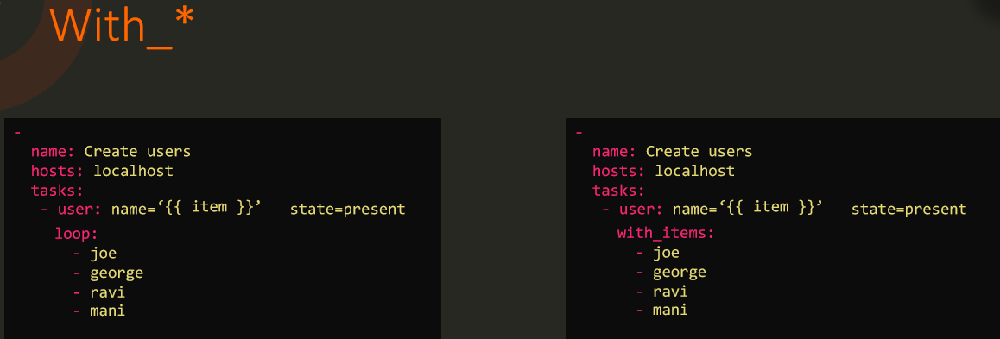 With_*
-
name: Create users
hosts: localhost
tasks:
- user: name=‘{{ item }}’ state=present
loop:
- joe
- george
- ravi
- mani
-
name: Create users
hosts: localhost
tasks:
- user: name=‘{{ item }}’ state=present
with_items:
- joe
- george
- ravi
- mani